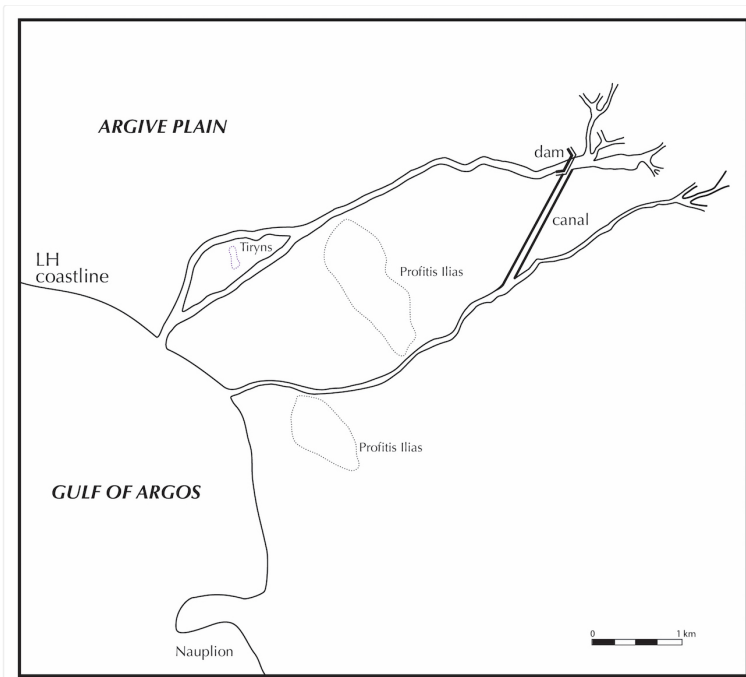 ARGIVE PLAIN
dam
canal
Tiryns
LH
coastline
Profitis Ilias
Profitis Ilias
GULF OF ARGOS
Nauplion
0 1 km